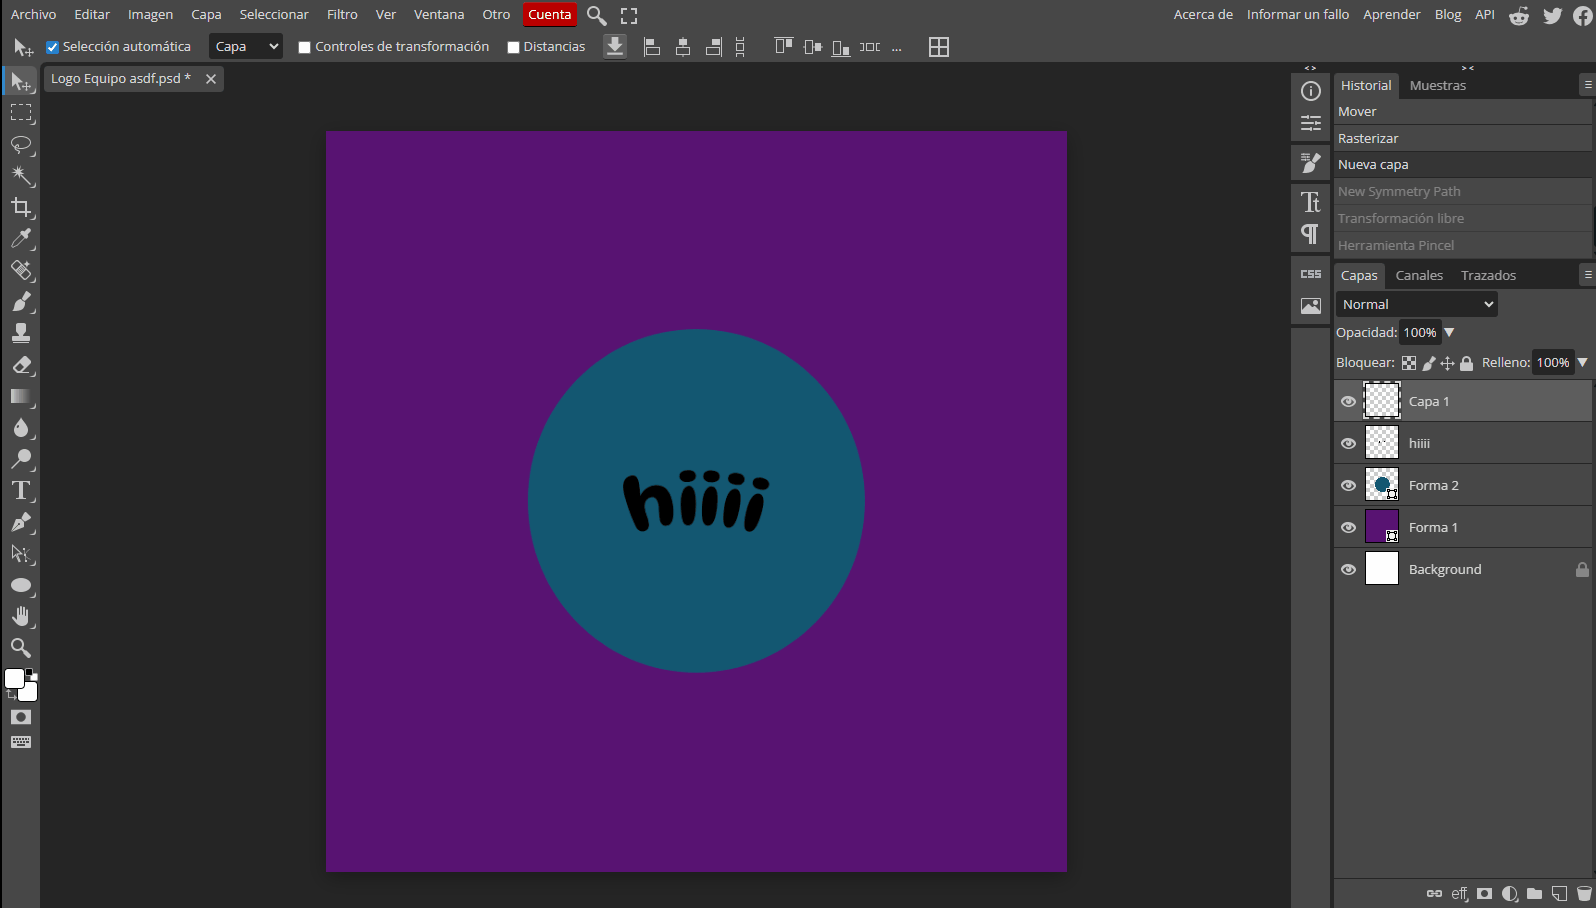 Archivo Editar Imagen Capa Seleccionar Filtro Ver Ventana Otro Cuenta Acerca de Informar un fallo Aprender Blog API
Selección automática Capa Controles de transformación Distancias ...
Logo Equipo asdf.psd *
Historial Muestras
Mover
Rasterizar
Nueva capa
New Symmetry Path
Transformación libre
Herramienta Pincel
CSS
Capas Canales Trazados
Normal
Opacidad: 100%
Bloquear: Relleno: 100%
Capa 1
hiiii
Forma 2
Forma 1
Background
eff
hiiii